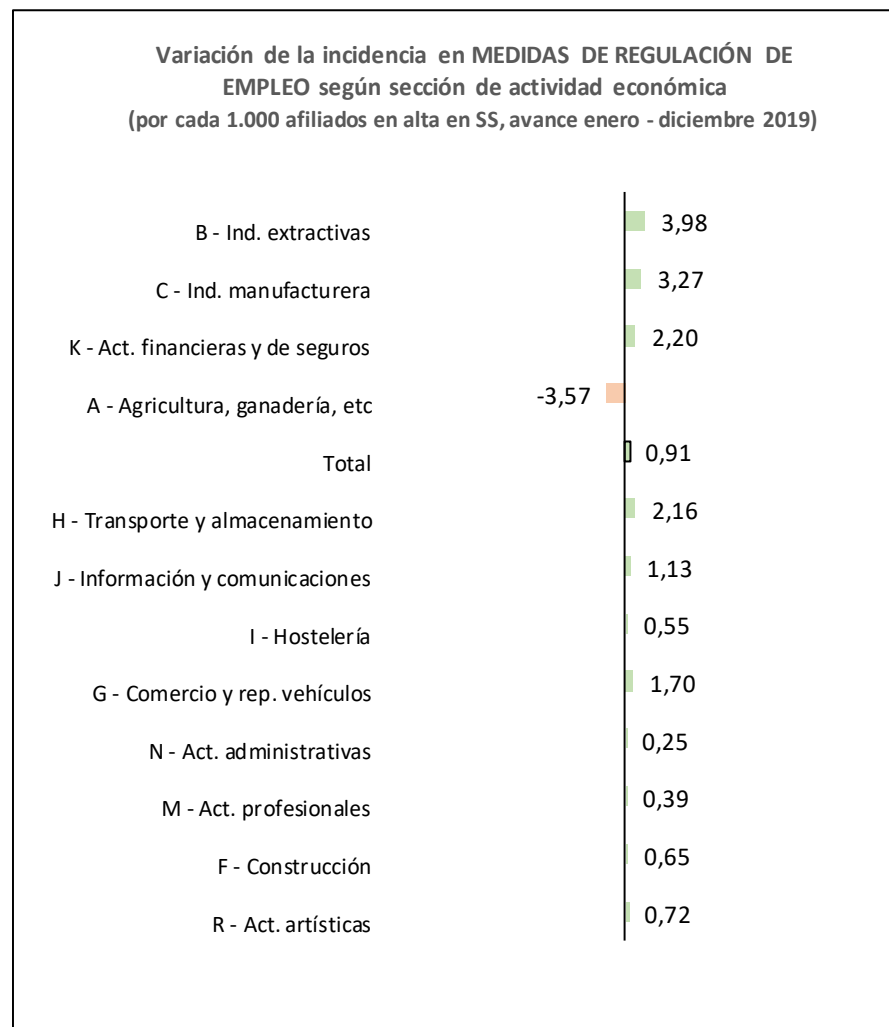 Variación de la incidencia en MEDIDAS DE REGULACIÓN DE
EMPLEO según sección de actividad económica
(por cada 1.000 afiliados en alta en SS, avance enero - diciembre 2019)
B - Ind. extractivas 3,98
C - Ind. manufacturera 3,27
K - Act. financieras y de seguros 2,20
A - Agricultura, ganadería, etc -3,57
Total 0,91
H - Transporte y almacenamiento 2,16
J - Información y comunicaciones 1,13
I - Hostelería 0,55
G - Comercio y rep. vehículos 1,70
N - Act. administrativas 0,25
M - Act. profesionales 0,39
F - Construcción 0,65
R - Act. artísticas 0,72